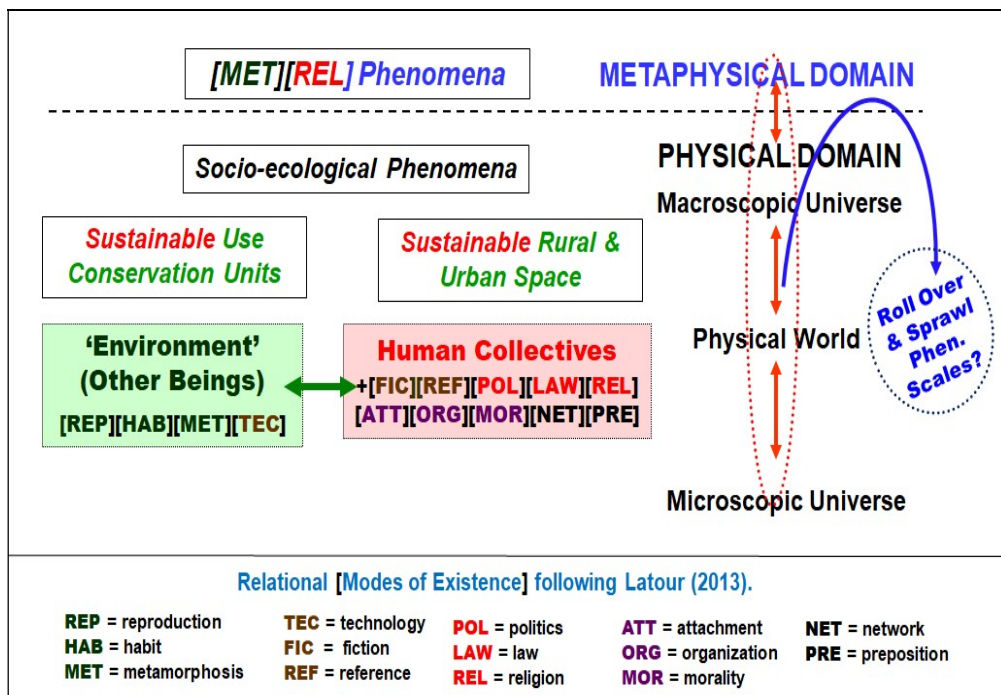 [MET][REL] Phenomena
METAPHYSICAL DOMAIN
PHYSICAL DOMAIN
Socio-ecological Phenomena
Macroscopic Universe
Sustainable Use
Conservation Units
Sustainable Rural &
Urban Space
Roll Over
& Sprawl
Phen.
Scales?
Physical World
‘Environment’
(Other Beings)
[REP][HAB][MET][TEC]
Human Collectives
+[FIC][REF][POL][LAW][REL]
[ATT][ORG][MOR][NET][PRE]
Microscopic Universe
Relational [Modes of Existence] following Latour (2013).
REP = reproduction
HAB = habit
MET = metamorphosis
TEC = technology
FIC = fiction
REF = reference
POL = politics
LAW = law
REL = religion
ATT = attachment
ORG = organization
MOR = morality
NET = network
PRE = preposition